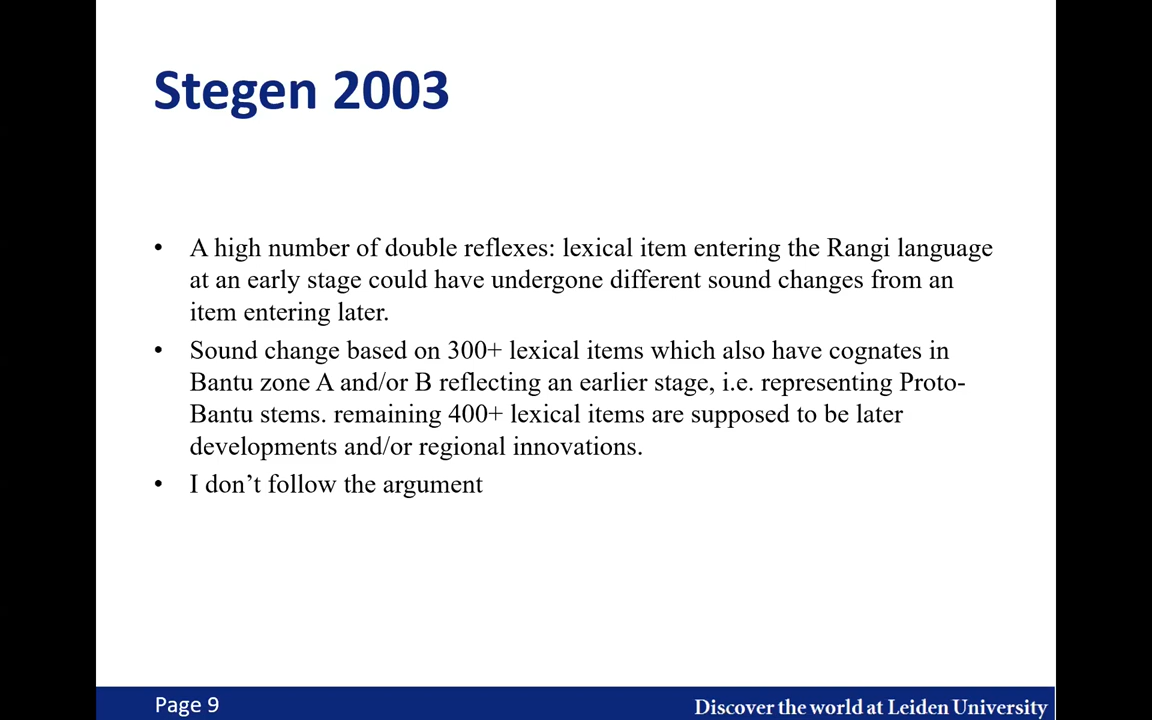 Stegen 2003
• A high number of double reflexes: lexical item entering the Rangi language
at an early stage could have undergone different sound changes from an
item entering later.
• Sound change based on 300+ lexical items which also have cognates in
Bantu zone A and/or B reflecting an earlier stage, i.e. representing Proto-
Bantu stems. remaining 400+ lexical items are supposed to be later
developments and/or regional innovations.
• I don’t follow the argument
Page 9
Discover the world at Leiden University